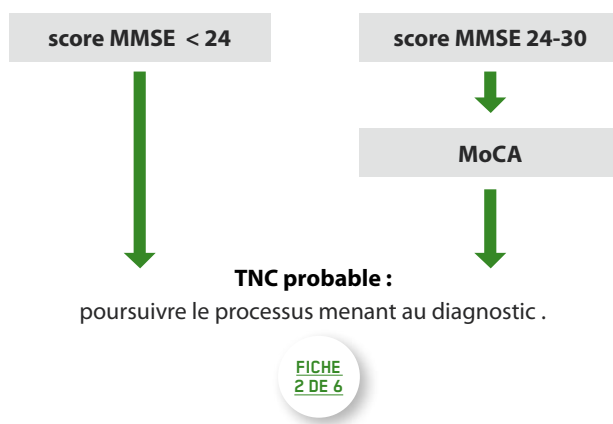 score MMSE < 24
score MMSE 24-30
MoCA
TNC probable :
poursuivre le processus menant au diagnostic .
FICHE
2 DE 6